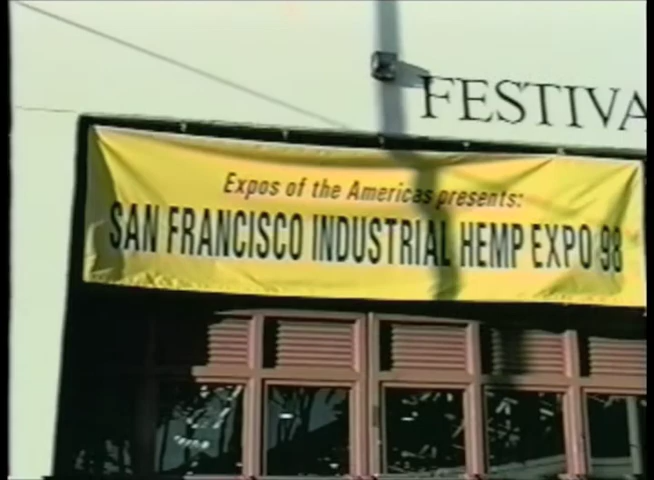 FESTIVA
Expos of the Americas presents:
SAN FRANCISCO INDUSTRIAL HEMP EXPO 98